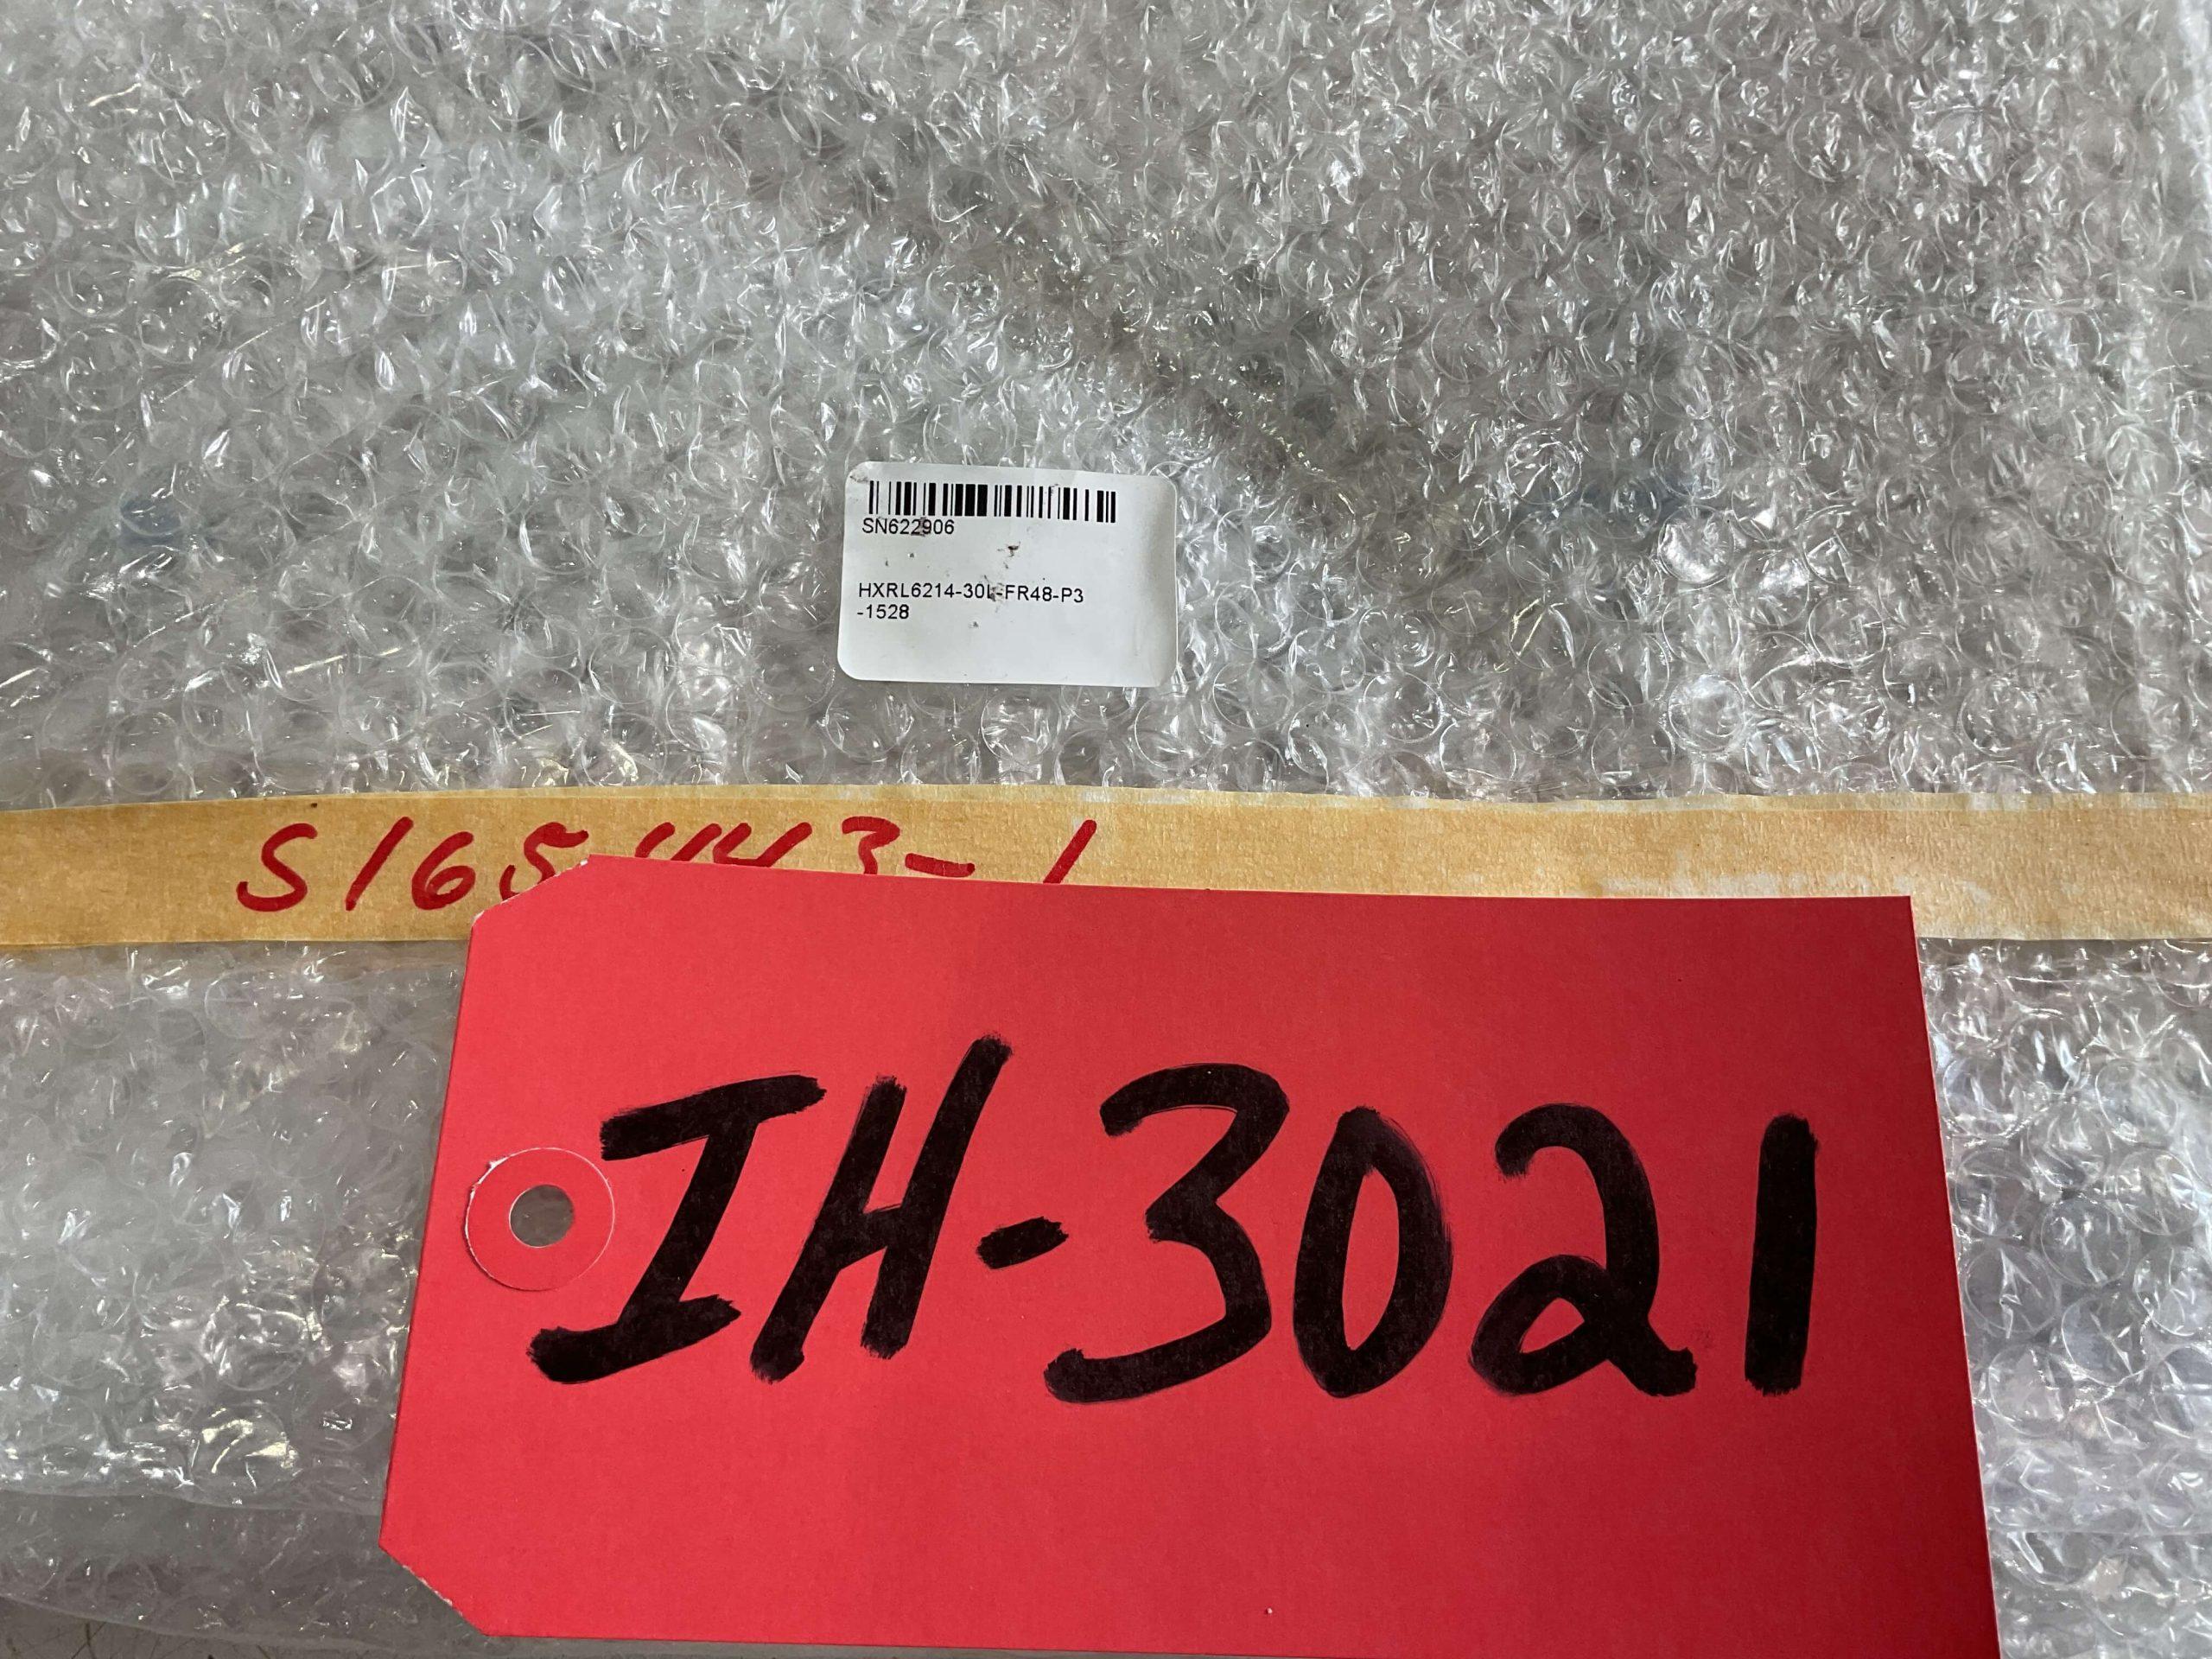 SN622906
HXRL6214-30L-FR48-P3
-1528
S165443-1
IH-3021